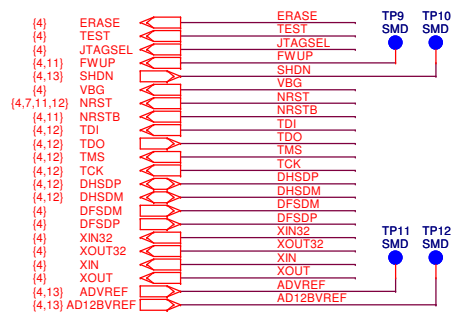 TP9 TP10
SMD SMD
{4} ERASE ERASE
{4} TEST TEST
{4} JTAGSEL JTAGSEL
{4,11} FWUP FWUP
{4,13} SHDN SHDN
{4} VBG VBG
{4,7,11,12} NRST NRST
{4,11} NRSTB NRSTB
{4,12} TDI TDI
{4,12} TDO TDO
{4,12} TMS TMS
{4,12} TCK TCK
{4,12} DHSDP DHSDP
{4,12} DHSDM DHSDM
{4} DFSDM DFSDM
{4} DFSDP DFSDP
{4} XIN32 XIN32
{4} XOUT32 XOUT32
TP11 TP12
SMD SMD
{4} XIN XIN
{4} XOUT XOUT
{4,13} ADVREF ADVREF
{4,13} AD12BVREF AD12BVREF